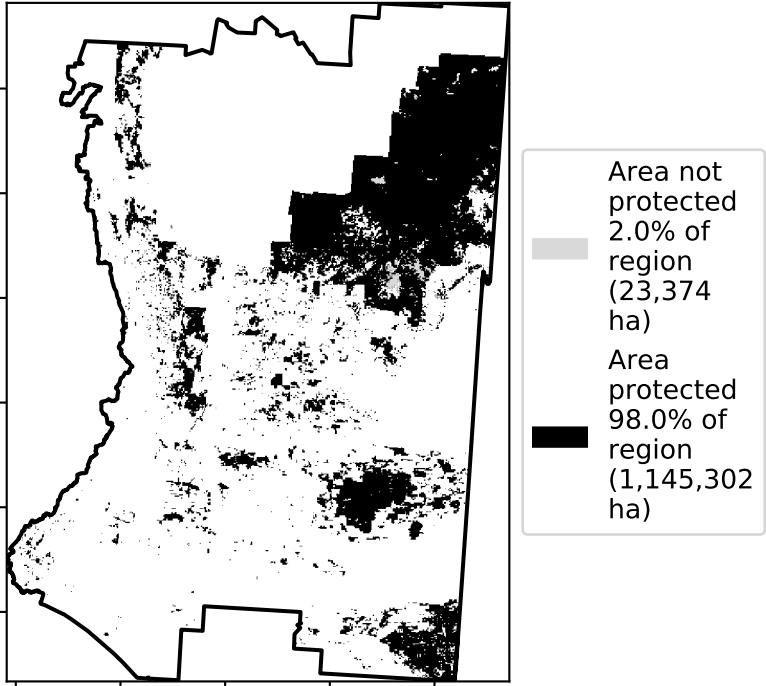 Area not
protected
2.0% of
region
(23,374
ha)
Area
protected
98.0% of
region
(1,145,302
ha)